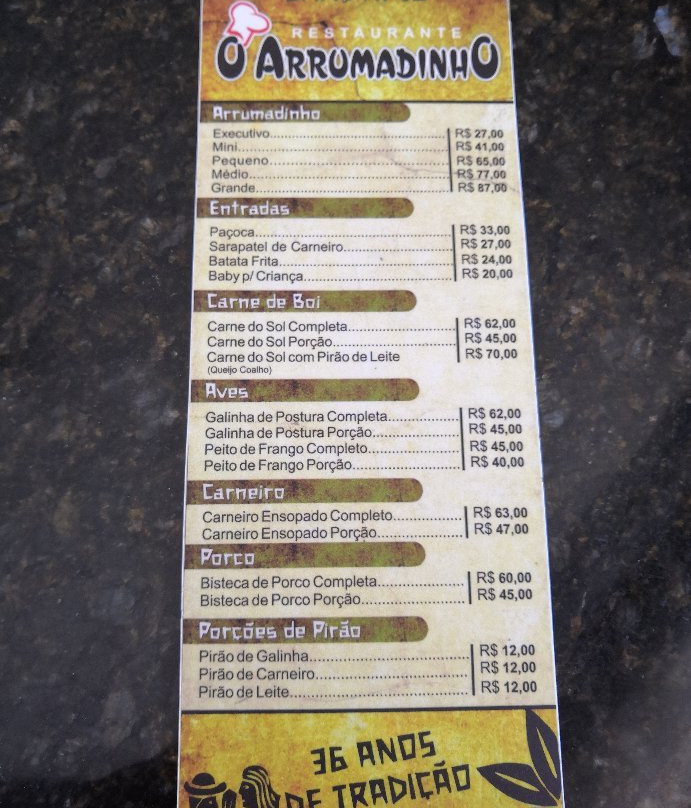 RESTAURANTE
O ARRUMADINHO
Arrumadinho
Executivo........................................... R$ 27,00
Mini................................................... R$ 41,00
Pequeno........................................... R$ 65,00
Médio................................................ R$ 77,00
Grande.............................................. R$ 87,00
Entradas
Paçoca.............................................. R$ 33,00
Sarapatel de Carneiro......................... R$ 27,00
Batata Frita........................................ R$ 24,00
Baby p/ Criança.................................. R$ 20,00
Carne de Boi
Carne do Sol Completa......................... R$ 62,00
Carne do Sol Porção............................ R$ 45,00
Carne do Sol com Pirão de Leite R$ 70,00
(Queijo Coalho)
Aves
Galinha de Postura Completa................ R$ 62,00
Galinha de Postura Porção.................... R$ 45,00
Peito de Frango Completo..................... R$ 45,00
Peito de Frango Porção......................... R$ 40,00
Carneiro
Carneiro Ensopado Completo................ R$ 63,00
Carneiro Ensopado Porção.................... R$ 47,00
Porco
Bisteca de Porco Completa.................... R$ 60,00
Bisteca de Porco Porção........................ R$ 45,00
Porções de Pirão
Pirão de Galinha.................................. R$ 12,00
Pirão de Carneiro................................. R$ 12,00
Pirão de Leite...................................... R$ 12,00
36 ANOS
DE TRADIÇÃO